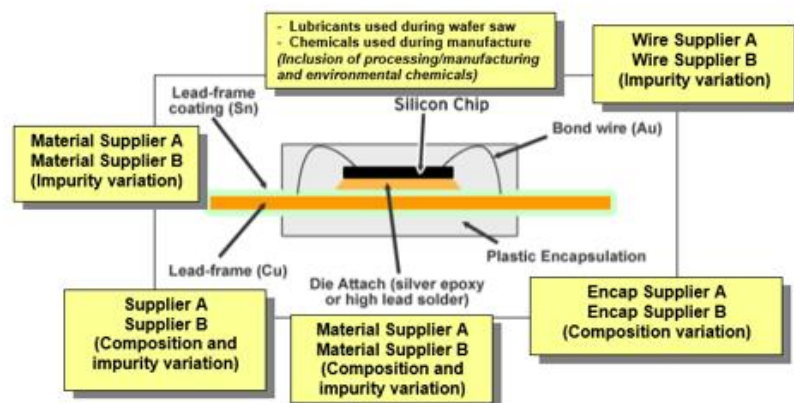 - Lubricants used during wafer saw
- Chemicals used during manufacture
(Inclusion of processing/manufacturing
and environmental chemicals)
Wire Supplier A
Wire Supplier B
(Impurity variation)
Lead-frame
coating (Sn)
Silicon Chip
Bond wire (Au)
Material Supplier A
Material Supplier B
(Impurity variation)
Plastic Encapsulation
Lead-frame (Cu)
Die Attach (silver epoxy
or high lead solder)
Supplier A
Supplier B
(Composition and
impurity variation)
Material Supplier A
Material Supplier B
(Composition and
impurity variation)
Encap Supplier A
Encap Supplier B
(Composition variation)